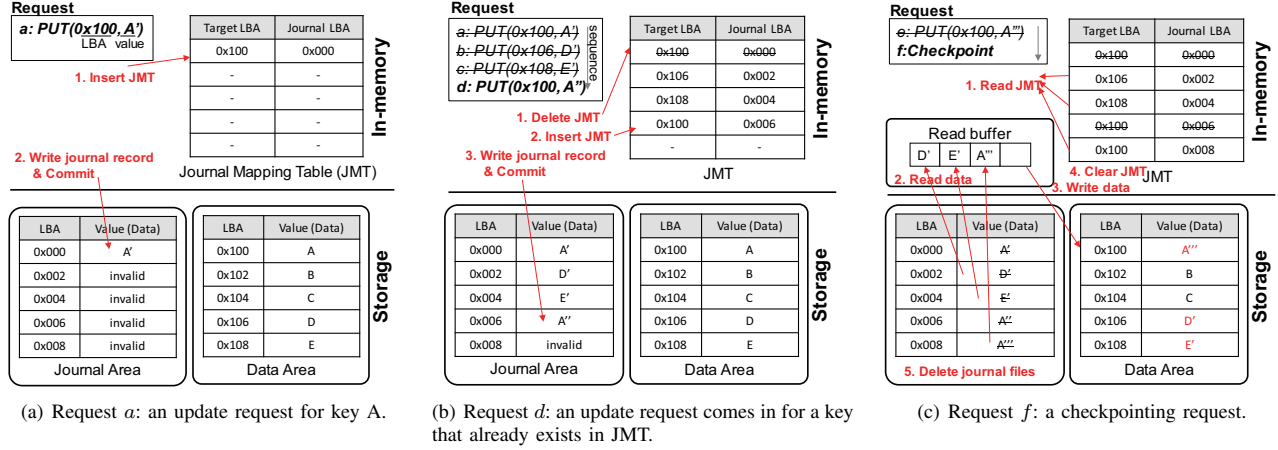 Request
a: PUT(0x100, A’)
LBA value
1. Insert JMT
Target LBA Journal LBA
0x100 0x000
- -
- -
- -
- -
Journal Mapping Table (JMT)
In-memory
2. Write journal record
& Commit
LBA Value (Data)
0x000 A’
0x002 invalid
0x004 invalid
0x006 invalid
0x008 invalid
Journal Area
LBA Value (Data)
0x100 A
0x102 B
0x104 C
0x106 D
0x108 E
Data Area
Storage
(a) Request a: an update request for key A.
Request
a: PUT(0x100, A’)
b: PUT(0x106, D’)
c: PUT(0x108, E’)
d: PUT(0x100, A’’)
sequence
1. Delete JMT
2. Insert JMT
3. Write journal record
& Commit
Target LBA Journal LBA
0x100 0x000
0x106 0x002
0x108 0x004
0x100 0x006
- -
JMT
In-memory
LBA Value (Data)
0x000 A’
0x002 D’
0x004 E’
0x006 A’’
0x008 invalid
Journal Area
LBA Value (Data)
0x100 A
0x102 B
0x104 C
0x106 D
0x108 E
Data Area
Storage
(b) Request d: an update request comes in for a key
that already exists in JMT.
Request
e: PUT(0x100, A’’’)
f:Checkpoint
1. Read JMT
Target LBA Journal LBA
0x100 0x000
0x106 0x002
0x108 0x004
0x100 0x006
0x100 0x008
JMT
In-memory
Read buffer
D’ E’ A’’’
2. Read data
4. Clear JMT
3. Write data
LBA Value (Data)
0x000 A’
0x002 D’
0x004 E’
0x006 A’’
0x008 A’’’
5. Delete journal files
Journal Area
LBA Value (Data)
0x100 A’’’
0x102 B
0x104 C
0x106 D’
0x108 E’
Data Area
Storage
(c) Request f: a checkpointing request.